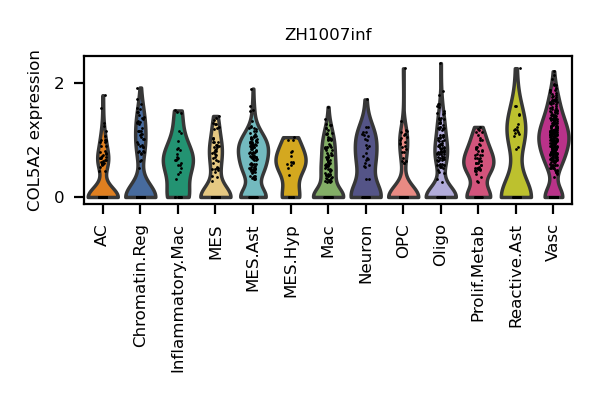 ZH1007inf
COL5A2 expression
2
0
AC
Chromatin.Reg
Inflammatory.Mac
MES
MES.Ast
MES.Hyp
Mac
Neuron
OPC
Oligo
Prolif.Metab
Reactive.Ast
Vasc